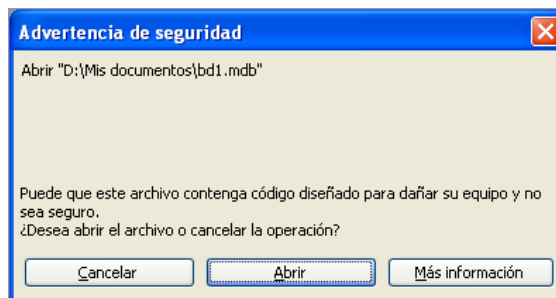 Advertencia de seguridad
Abrir "D:\Mis documentos\bd1.mdb"
Puede que este archivo contenga código diseñado para dañar su equipo y no
sea seguro.
¿Desea abrir el archivo o cancelar la operación?
Cancelar Abrir Más información